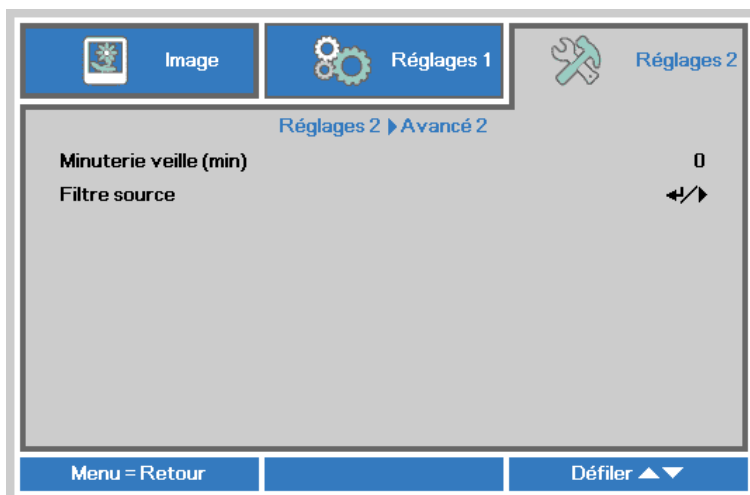 Image
Réglages 1
Réglages 2
Réglages 2 ▶ Avancé 2
Minuterie veille (min) 0
Filtre source ↵/▶
Menu = Retour
Défiler ▲▼